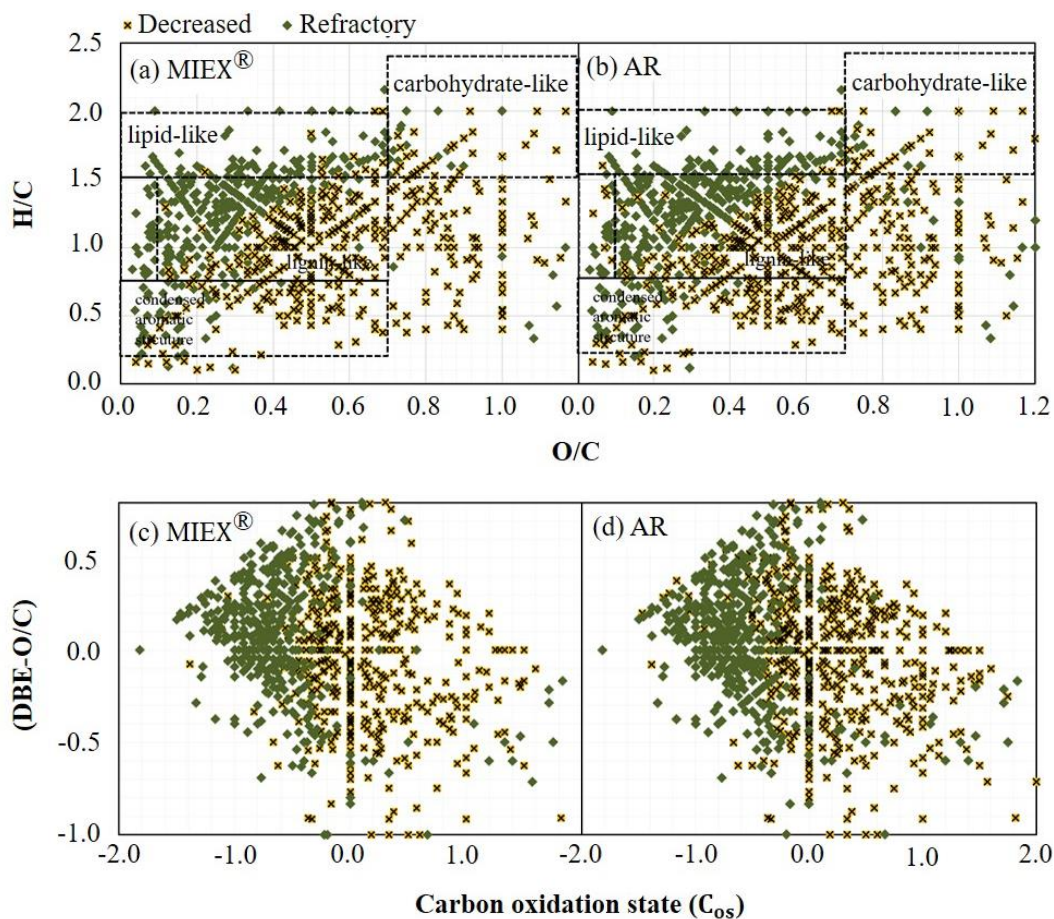 Decreased Refractory
(a) MIEX®
(b) AR
carbohydrate-like
carbohydrate-like
lipid-like
lipid-like
lignin-like
lignin-like
condensed
aromatic
stucuture
condensed
aromatic
stucuture
H/C
2.5
2.0
1.5
1.0
0.5
0.0
0.0 0.2 0.4 0.6 0.8 1.0 0.0 0.2 0.4 0.6 0.8 1.0 1.2
O/C
(c) MIEX®
(d) AR
(DBE-O/C)
0.5
0.0
-0.5
-1.0
-2.0 -1.0 0.0 1.0 -2.0 -1.0 0.0 1.0 2.0
Carbon oxidation state (Cos)